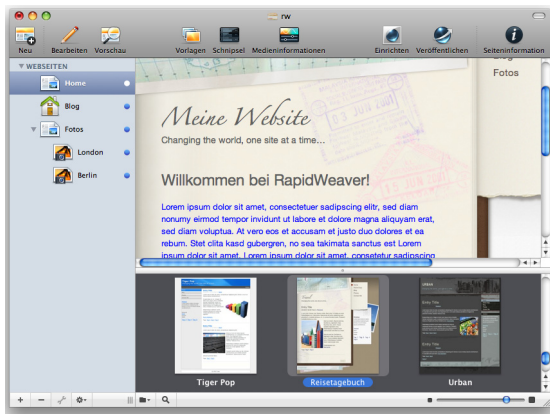 rw
Neu Bearbeiten Vorschau Vorlagen Schnipsel Medieninformationen Einrichten Veröffentlichen Seiteninformation
WEBSEITEN
Home
Blog
Fotos
London
Berlin
Blog
Fotos
Meine Website
Changing the world, one site at a time...
Willkommen bei RapidWeaver!
Lorem ipsum dolor sit amet, consectetuer sadipscing elitr, sed diam
nonumy eirmod tempor invidunt ut labore et dolore magna aliquyam erat,
sed diam voluptua. At vero eos et accusam et justo duo dolores et ea
rebum. Stet clita kasd gubergren, no sea takimata sanctus est Lorem
ipsum dolor sit amet. Lorem ipsum dolor sit amet, consetetur sadipscing
Tiger Pop
Reisetagebuch
Urban